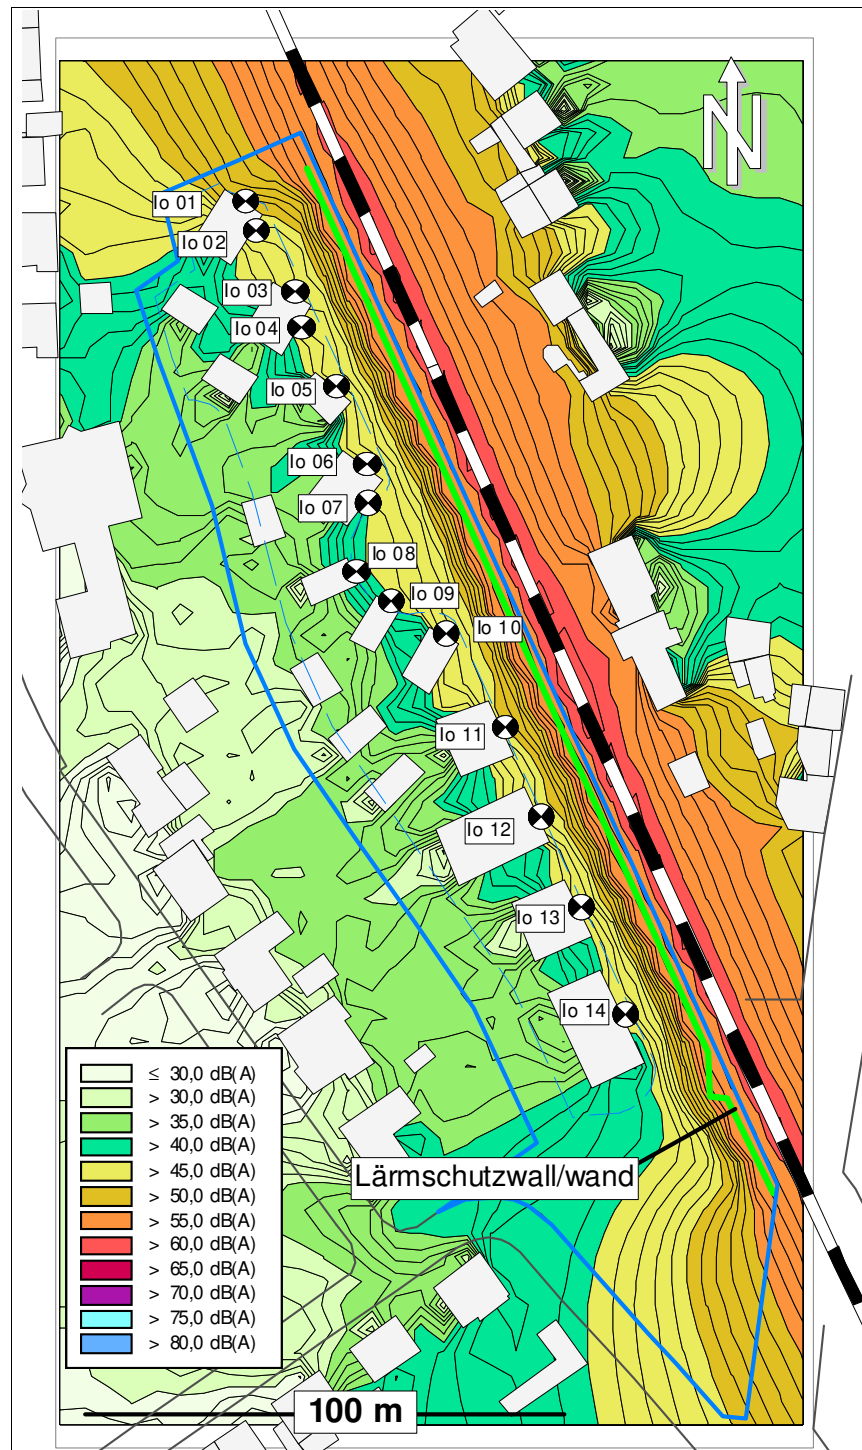 N
Io 01
Io 02
Io 03
Io 04
Io 05
Io 06
Io 07
Io 08
Io 09
Io 10
Io 11
Io 12
Io 13
Io 14
≤ 30,0 dB(A)
> 30,0 dB(A)
> 35,0 dB(A)
> 40,0 dB(A)
> 45,0 dB(A)
> 50,0 dB(A)
> 55,0 dB(A)
> 60,0 dB(A)
> 65,0 dB(A)
> 70,0 dB(A)
> 75,0 dB(A)
> 80,0 dB(A)
Lärmschutzwall/wand
100 m